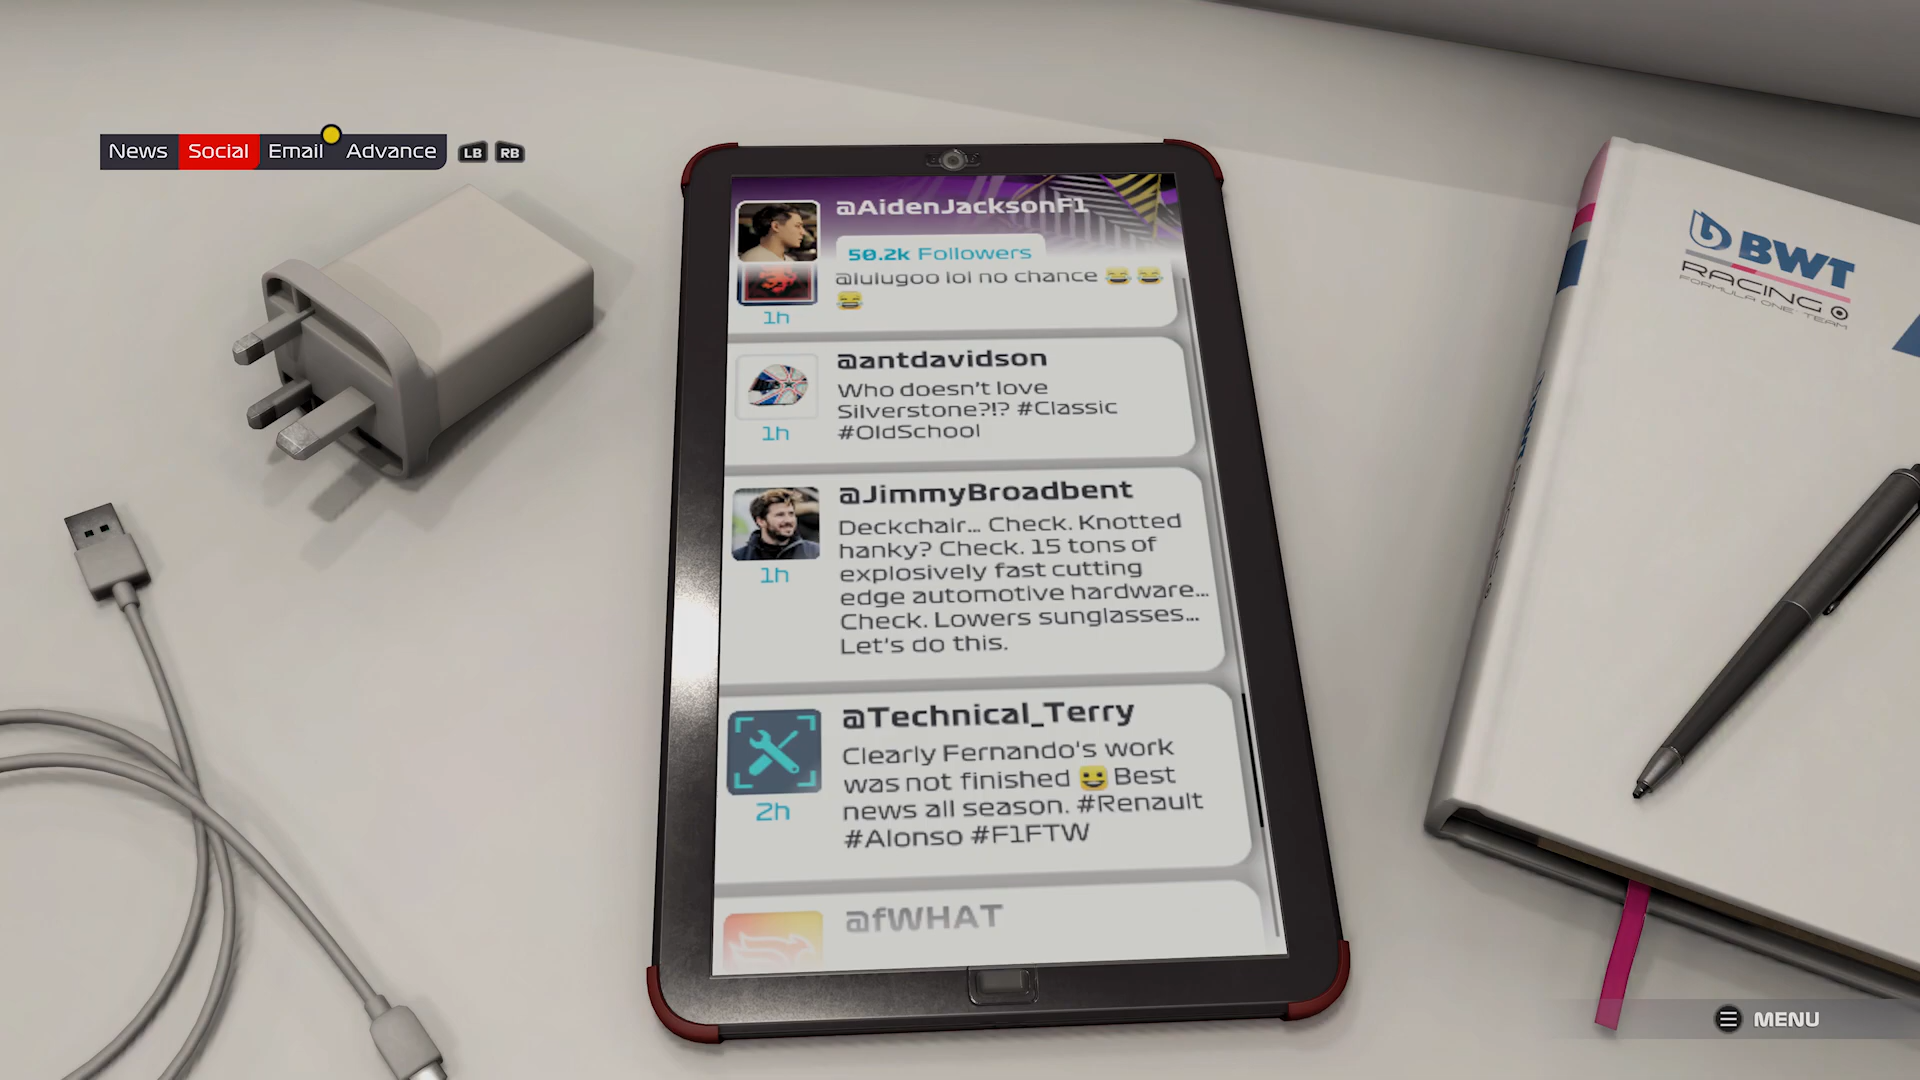 News Social Email Advance LB RB
@AidenJacksonF1
50.2k Followers
@lulugoo lol no chance 😂 😂
😂
1h
@antdavidson
Who doesn't love
Silverstone?!? #Classic
#OldSchool
1h
@JimmyBroadbent
Deckchair... Check. Knotted
hanky? Check. 15 tons of
explosively fast cutting
edge automotive hardware...
Check. Lowers sunglasses...
Let's do this.
1h
@Technical_Terry
Clearly Fernando's work
was not finished 😀 Best
news all season. #Renault
#Alonso #F1FTW
2h
@fWHAT
BWT
RACING
FORMULA ONE TEAM
MENU